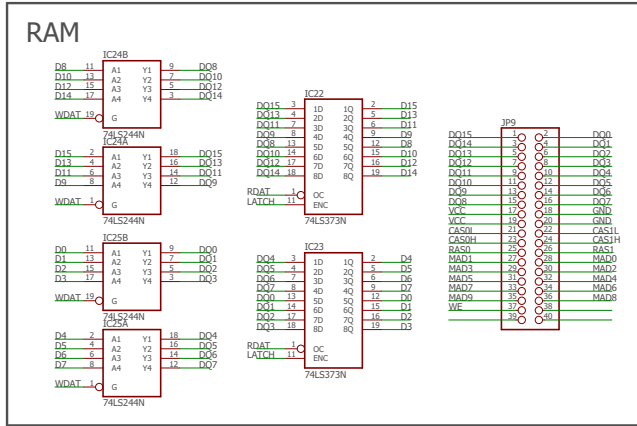 RAM
IC24B
D8 11 A1 Y1 9 DQ8
D10 13 A2 Y2 7 DQ10
D12 15 A3 Y3 5 DQ12
D14 17 A4 Y4 3 DQ14
WDAT 19 G
74LS244N
IC24A
D15 2 A1 Y1 18 DQ15
D13 4 A2 Y2 16 DQ13
D11 6 A3 Y3 14 DQ11
D9 8 A4 Y4 12 DQ9
WDAT 1 G
74LS244N
IC25B
D0 11 A1 Y1 9 DQ0
D1 13 A2 Y2 7 DQ1
D2 15 A3 Y3 5 DQ2
D3 17 A4 Y4 3 DQ3
WDAT 19 G
74LS244N
IC25A
D4 2 A1 Y1 18 DQ4
D5 4 A2 Y2 16 DQ5
D6 6 A3 Y3 14 DQ6
D7 8 A4 Y4 12 DQ7
WDAT 1 G
74LS244N
IC22
DQ15 3 1D 1Q 2 D15
DQ13 4 2D 2Q 5 D13
DQ11 7 3D 3Q 6 D11
DQ9 8 4D 4Q 9 D9
DQ8 13 5D 5Q 12 D8
DQ10 14 6D 6Q 15 D10
DQ12 17 7D 7Q 16 D12
DQ14 18 8D 8Q 19 D14
RDAT 1 OC
LATCH 11 ENC
74LS373N
IC23
DQ4 3 1D 1Q 2 D4
DQ5 4 2D 2Q 5 D5
DQ6 7 3D 3Q 6 D6
DQ7 8 4D 4Q 9 D7
DQ0 13 5D 5Q 12 D0
DQ1 14 6D 6Q 15 D1
DQ2 17 7D 7Q 16 D2
DQ3 18 8D 8Q 19 D3
RDAT 1 OC
LATCH 11 ENC
74LS373N
JP9
DQ15 1 2 DQ0
DQ14 3 4 DQ1
DQ13 5 6 DQ2
DQ12 7 8 DQ3
DQ11 9 10 DQ4
DQ10 11 12 DQ5
DQ9 13 14 DQ6
DQ8 15 16 DQ7
VCC 17 18 GND
VCC 19 20 GND
CAS0L 21 22 CAS1L
CAS0H 23 24 CAS1H
RAS0 25 26 RAS1
MAD1 27 28 MAD0
MAD3 29 30 MAD2
MAD5 31 32 MAD4
MAD7 33 34 MAD6
MAD9 35 36 MAD8
WE 37 38
39 40